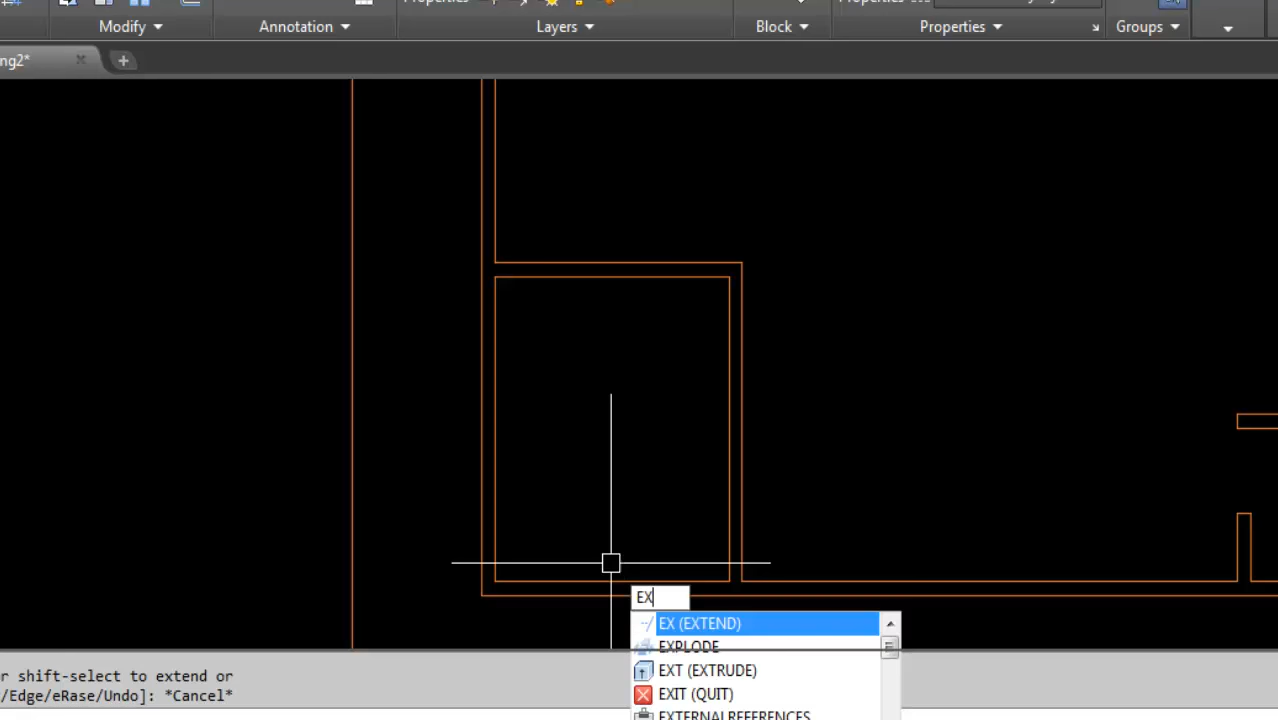 Modify
Annotation
Layers
Block
Properties
Groups
ng2*
EX
EX (EXTEND)
EXPLODE
EXT (EXTRUDE)
EXIT (QUIT)
EXTERNALREFERENCES
r shift-select to extend or
/Edge/eRase/Undo]: *Cancel*